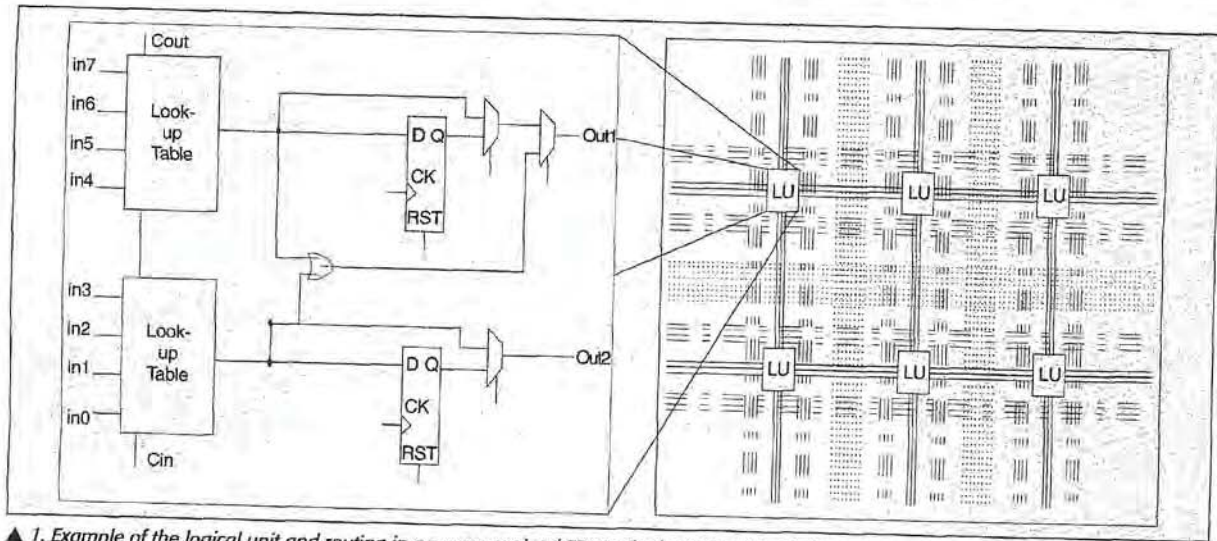 Cout
in7
in6
in5
in4
Look-
up
Table
D Q
CK
RST
Out1
in3
in2
in1
in0
Look-
up
Table
Cin
D Q
CK
RST
Out2
LU
LU
LU
LU
LU
LU
▲ 1. Example of the logical unit and routing in